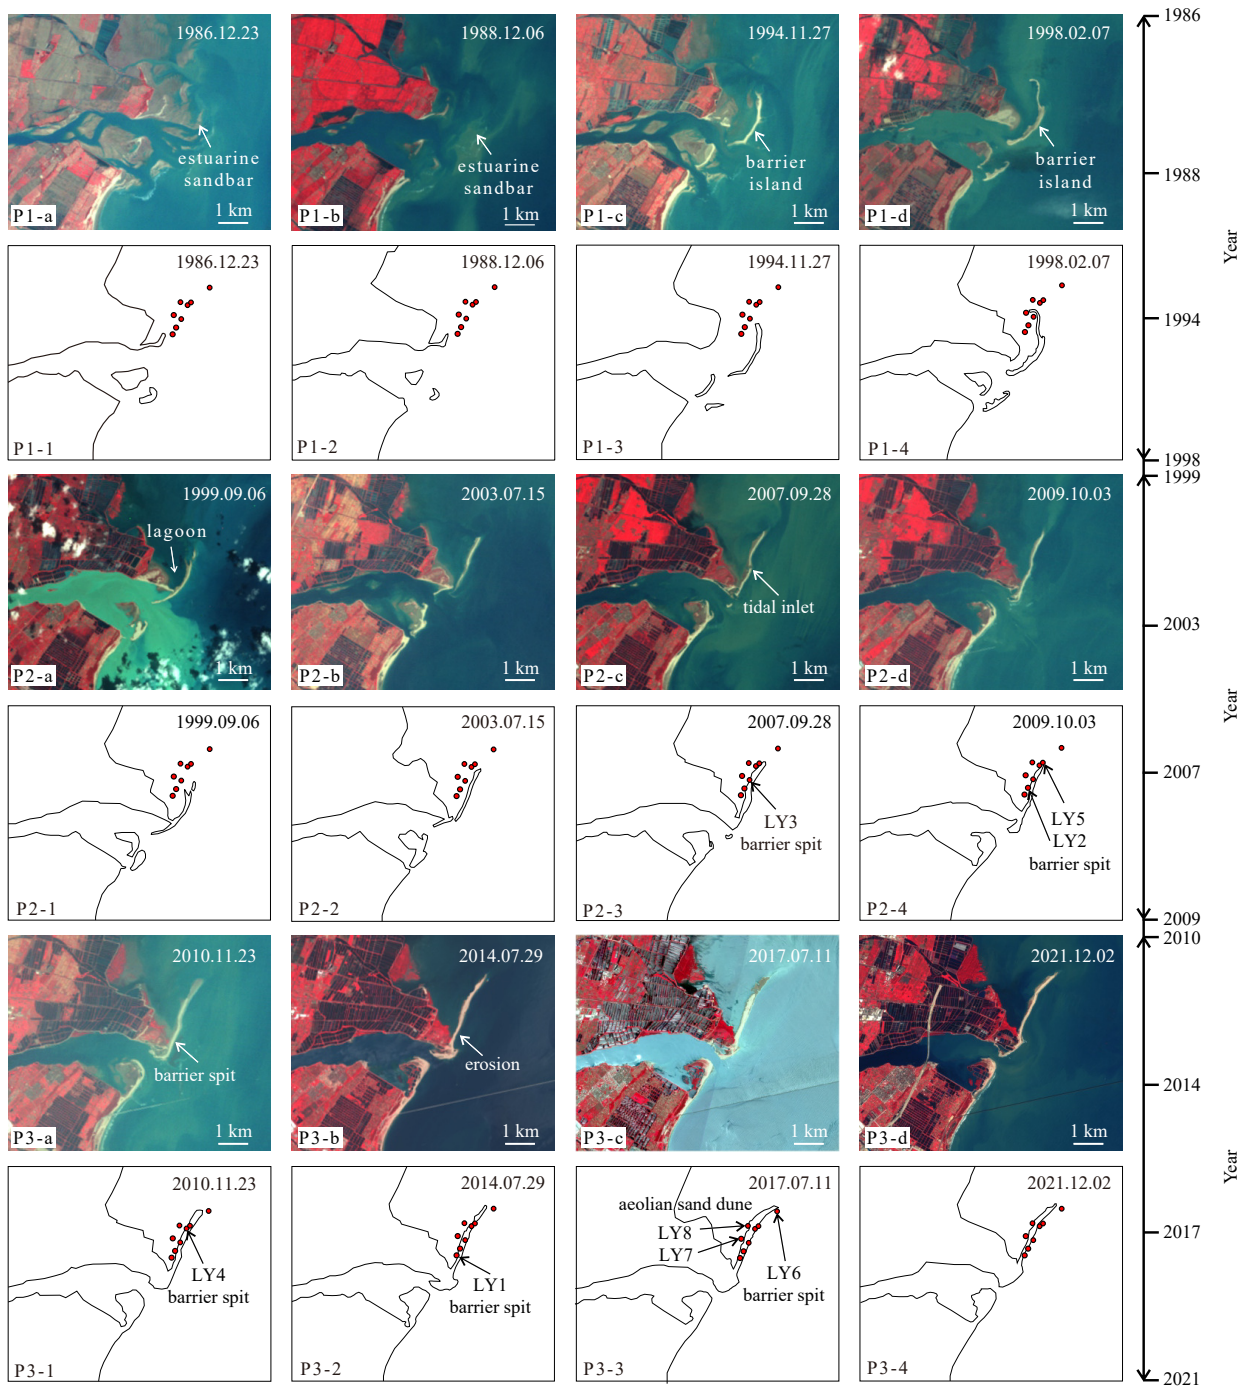 1986.12.23
estuarine
sandbar
1 km
P1-a
1988.12.06
estuarine
sandbar
1 km
P1-b
1994.11.27
barrier
island
1 km
P1-c
1998.02.07
barrier
island
1 km
P1-d
1986.12.23
P1-1
1988.12.06
P1-2
1994.11.27
P1-3
1998.02.07
P1-4
1986
1988
Year
1994
1998
1999.09.06
lagoon
1 km
P2-a
2003.07.15
1 km
P2-b
2007.09.28
tidal inlet
1 km
P2-c
2009.10.03
1 km
P2-d
1999.09.06
P2-1
2003.07.15
P2-2
2007.09.28
LY3
barrier spit
P2-3
2009.10.03
LY5
LY2
barrier spit
P2-4
1999
2003
Year
2007
2009
2010.11.23
barrier spit
1 km
P3-a
2014.07.29
erosion
1 km
P3-b
2017.07.11
1 km
P3-c
2021.12.02
1 km
P3-d
2010.11.23
LY4
barrier spit
P3-1
2014.07.29
LY1
barrier spit
P3-2
2017.07.11
aeolian sand dune
LY8
LY7
LY6
barrier spit
P3-3
2021.12.02
P3-4
2010
2014
Year
2017
2021